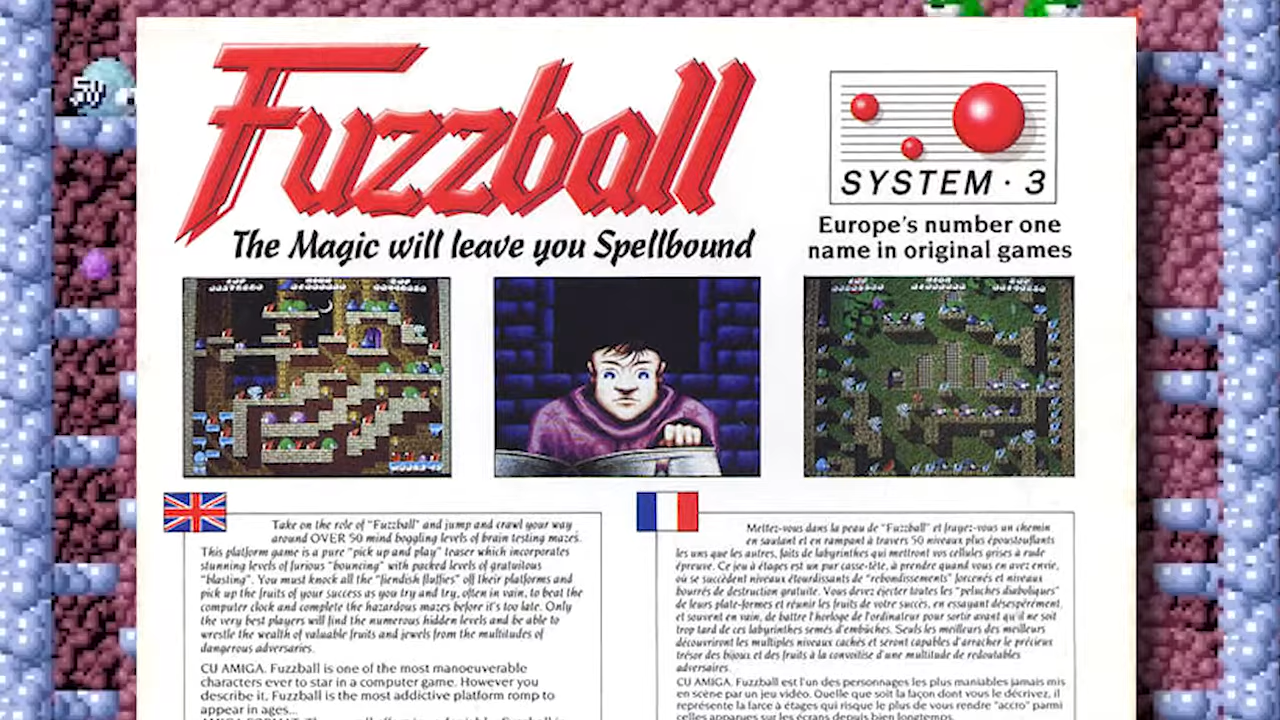 50
Fuzzball
The Magic will leave you Spellbound
SYSTEM · 3
Europe's number one
name in original games
Take on the role of "Fuzzball" and jump and crawl your way
around OVER 50 mind boggling levels of brain testing mazes.
This platform game is a pure "pick up and play" teaser which incorporates
stunning levels of furious "bouncing" with packed levels of gratuitous
"blasting". You must knock all the "fiendish fluffies" off their platforms and
pick up the fruits of your success as you try and try, often in vain, to beat the
computer clock and complete the hazardous mazes before it's too late. Only
the very best players will find the numerous hidden levels and be able to
wrestle the wealth of valuable fruits and jewels from the multitudes of
dangerous adversaries.
CU AMIGA. Fuzzball is one of the most manoeuverable
characters ever to star in a computer game. However you
describe it, Fuzzball is the most addictive platform romp to
appear in ages...
Mettez-vous dans la peau de "Fuzzball" et frayez-vous un chemin
en sautant et en rampant à travers 50 niveaux plus époustouflants
les uns que les autres, faits de labyrinthes qui mettront vos cellules grises à rude
épreuve. Ce jeu à étages est un pur casse-tête, à prendre quand vous en avez envie,
où se succèdent niveaux étourdissants de "rebondissements" forcenés et niveaux
bourrés de destruction gratuite. Vous devez éjecter toutes les "peluches diaboliques"
de leurs plate-formes et réunir les fruits de votre succès, en essayant désespérément,
et souvent en vain, de battre l'horloge de l'ordinateur pour sortir avant qu'il ne soit
trop tard de ces labyrinthes semés d'embûches. Seuls les meilleurs des meilleurs
découvriront les multiples niveaux cachés et seront capables d'arracher le précieux
trésor des bijoux et des fruits à la convoitise d'une multitude de redoutables
adversaires.
CU AMIGA. Fuzzball est l'un des personnages les plus maniables jamais mis
en scène par un jeu vidéo. Quelle que soit la façon dont vous le décrivez, il
représente la farce à étages qui risque le plus de vous rendre "accro" parmi
celles apparues sur les écrans depuis bien longtemps.